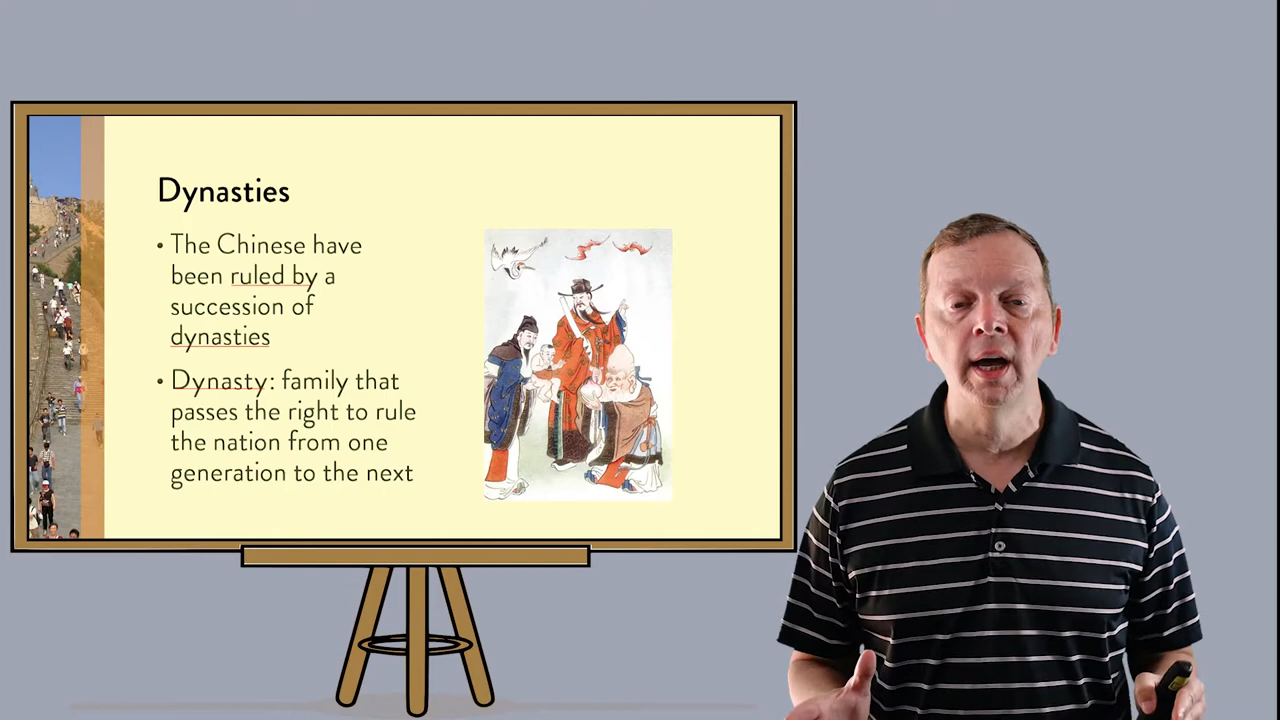 Dynasties
• The Chinese have
been ruled by a
succession of
dynasties
• Dynasty: family that
passes the right to rule
the nation from one
generation to the next